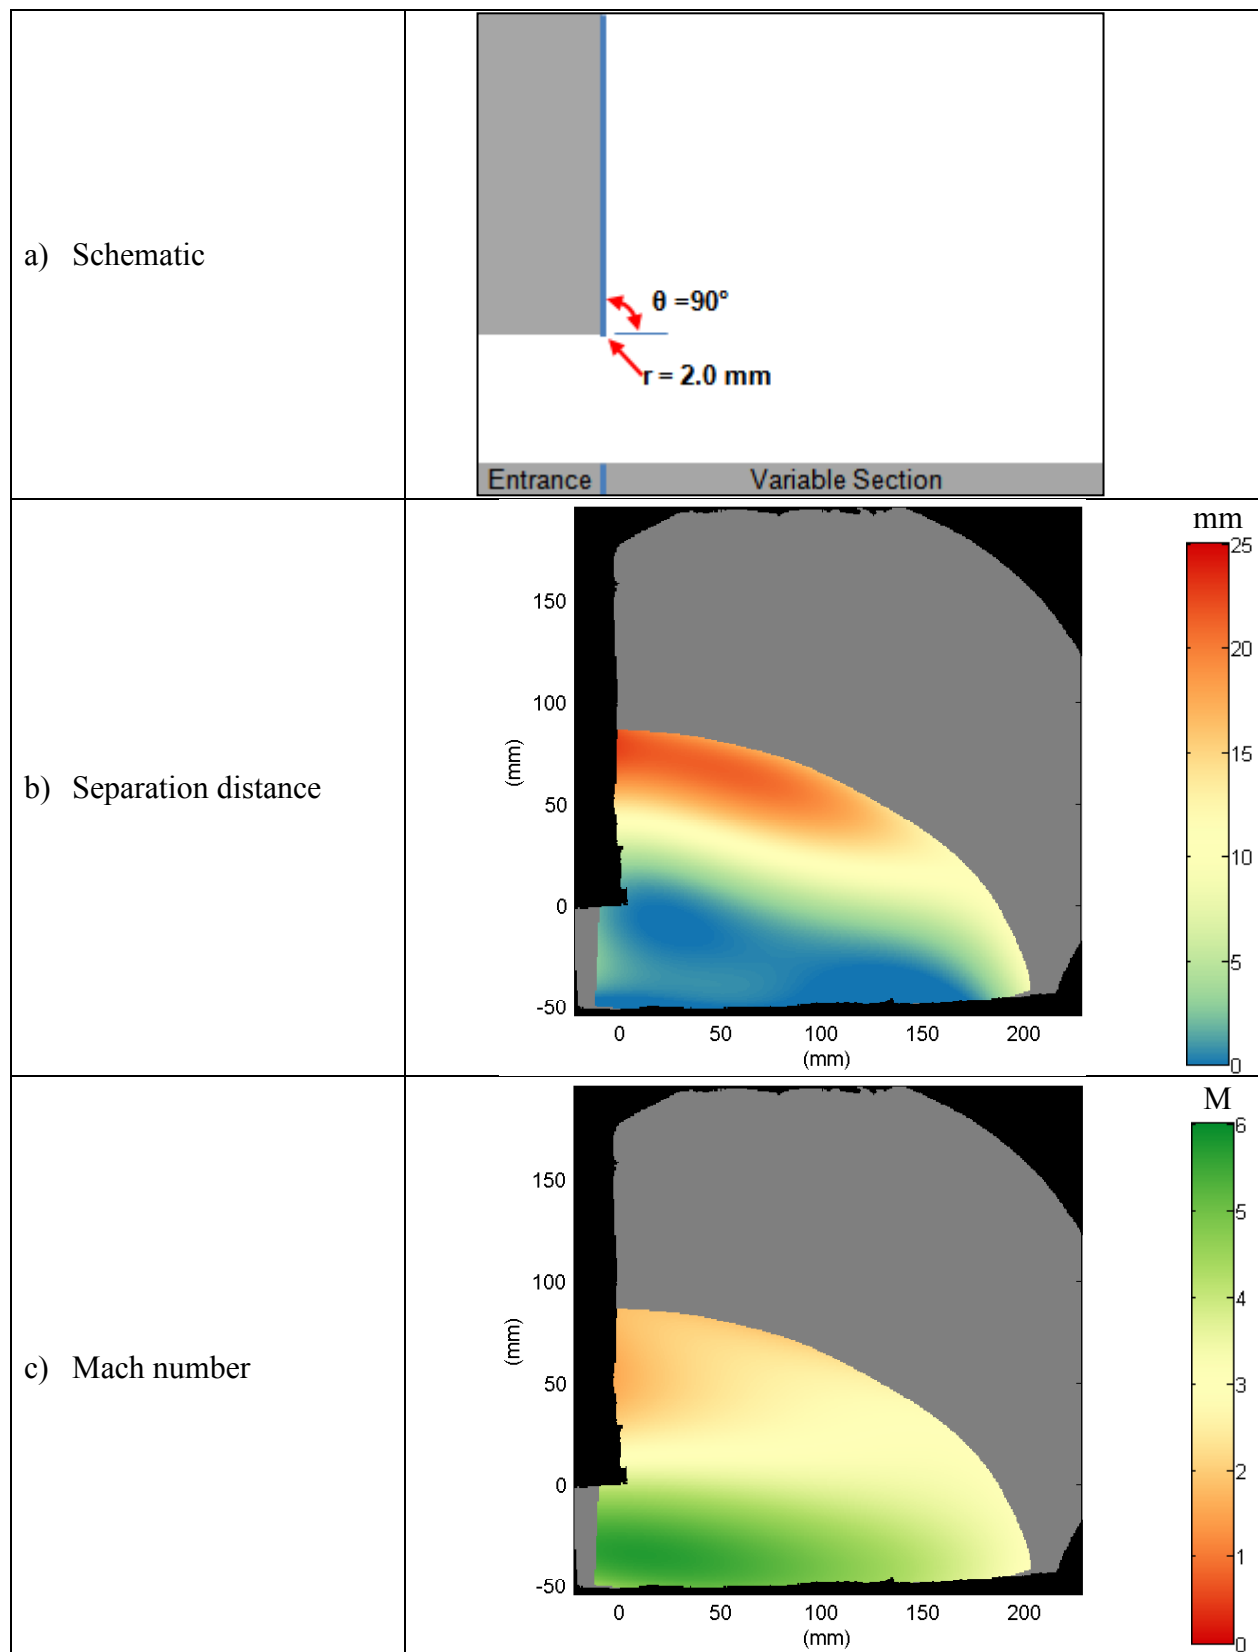 a) Schematic
θ =90°
r = 2.0 mm
Entrance
Variable Section
b) Separation distance
mm
25
20
15
10
5
0
150
100
50
0
-50
(mm)
0 50 100 150 200
(mm)
c) Mach number
M
6
5
4
3
2
1
0
150
100
50
0
-50
(mm)
0 50 100 150 200
(mm)